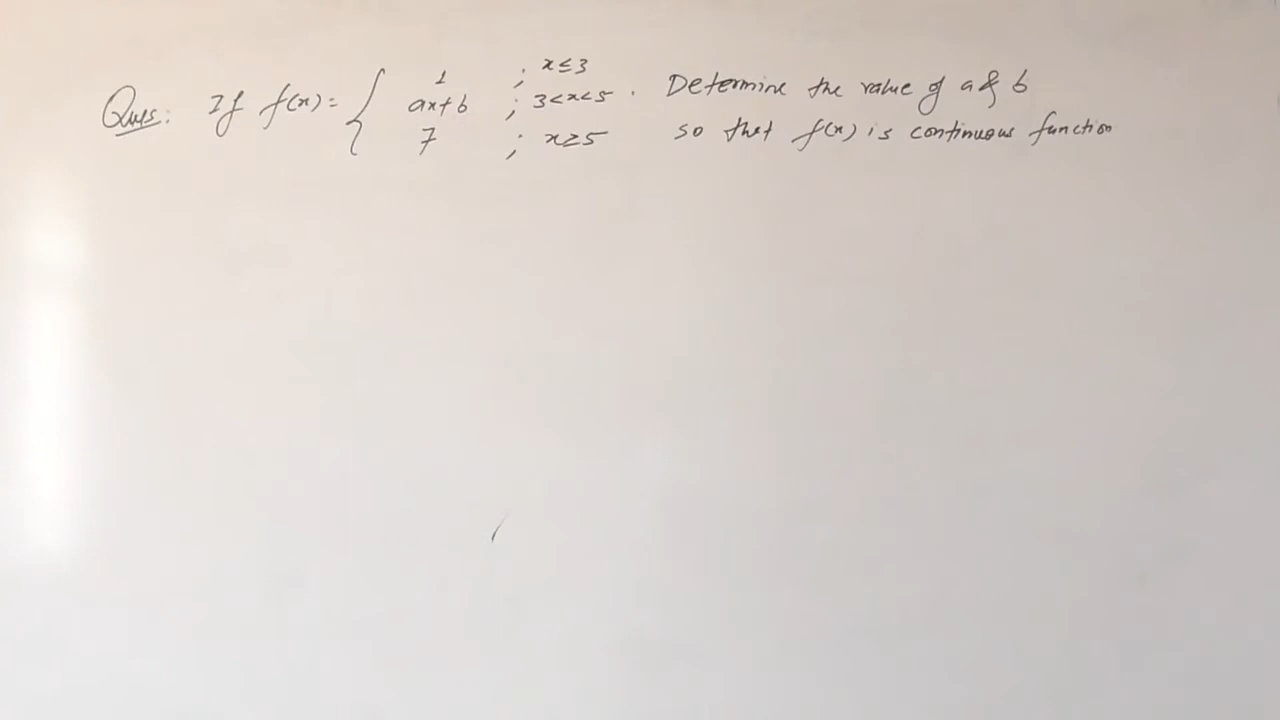 Ques: If f(x) = { 1 ; x ≤ 3
ax+b ; 3 < x < 5 . Determine the value of a & b
7 ; x ≥ 5 so that f(x) is continuous function